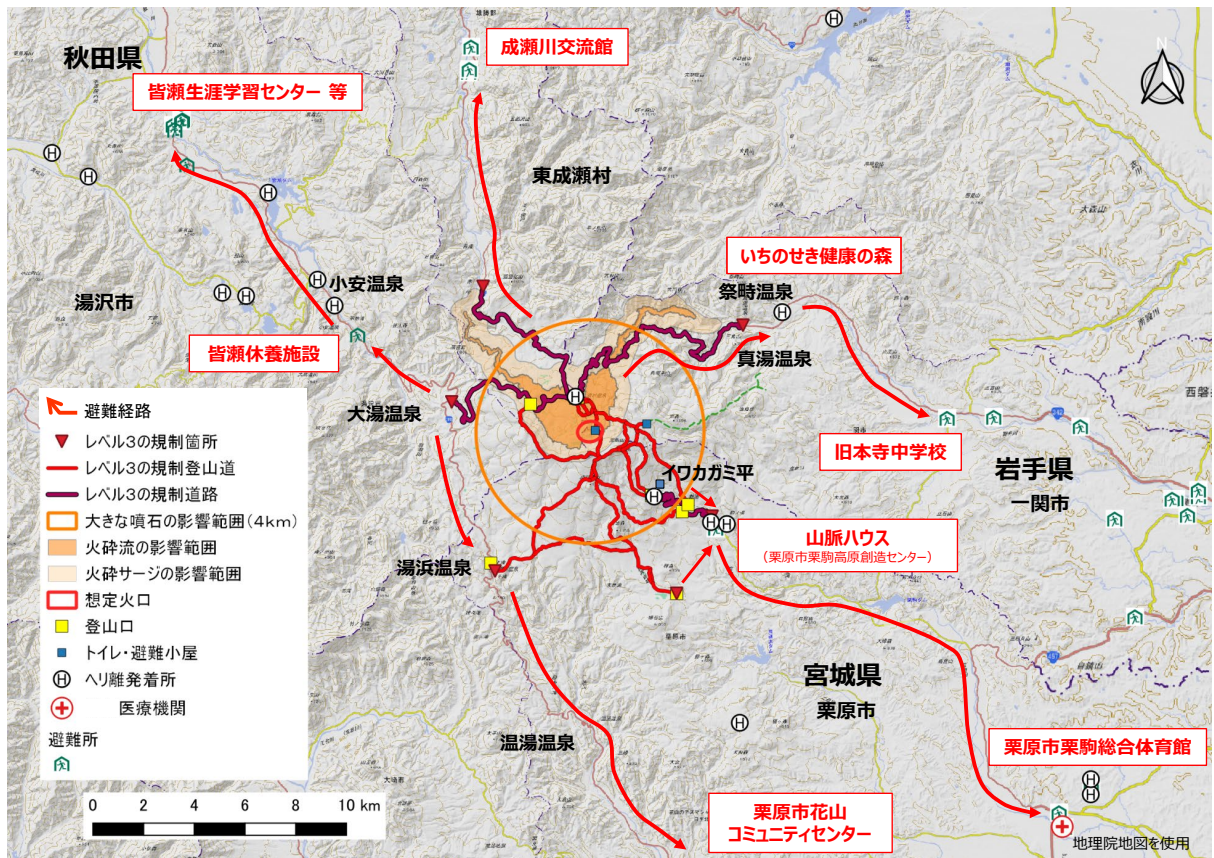 秋田県
成瀬川交流館
皆瀬生涯学習センター 等
東成瀬村
N
大森山
いちのせき健康の森
祭畤温泉
小安温泉
湯沢市
皆瀬休養施設
真湯温泉
大湯温泉
西磐
342
旧本寺中学校
岩手県
一関市
イワカガミ平
山脈ハウス
(栗原市栗駒高原創造センター)
湯浜温泉
宮城県
栗原市
温湯温泉
栗原市栗駒総合体育館
栗原市花山
コミュニティセンター
避難経路
レベル3の規制箇所
レベル3の規制登山道
レベル3の規制道路
大きな噴石の影響範囲(4km)
火砕流の影響範囲
火砕サージの影響範囲
想定火口
登山口
トイレ・避難小屋
ヘリ離発着所
医療機関
避難所
0 2 4 6 8 10 km
地理院地図を使用